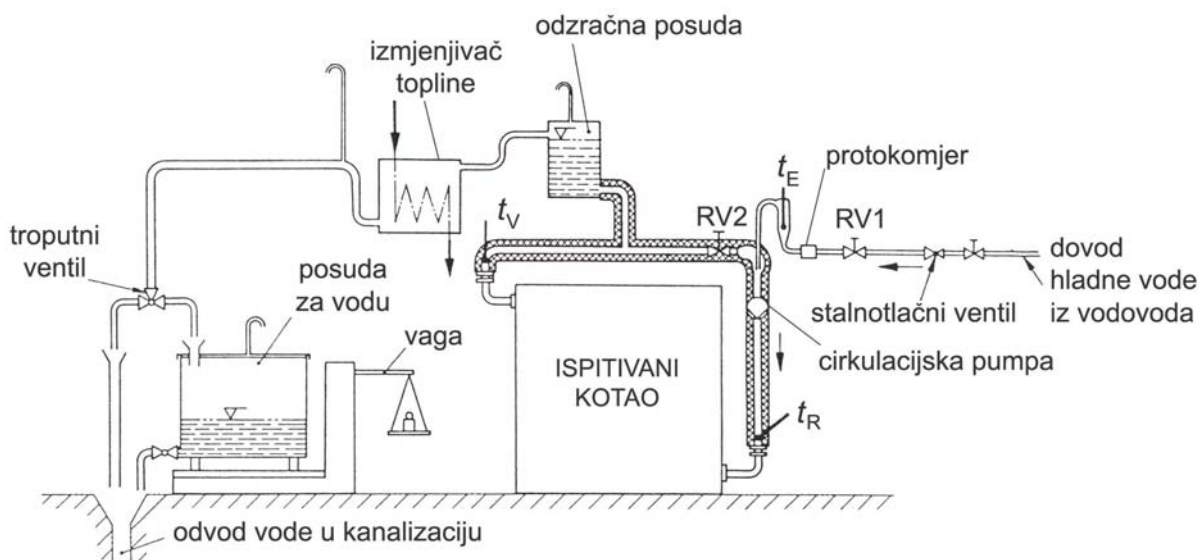 odzračna posuda
izmjenjivač
topline
protokomjer
t_E
RV1
RV2
t_V
troputni
ventil
posuda
za vodu
dovod
hladne vode
iz vodovoda
stalnotlačni ventil
vaga
cirkulacijska pumpa
ISPITIVANI
KOTAO
t_R
odvod vode u kanalizaciju